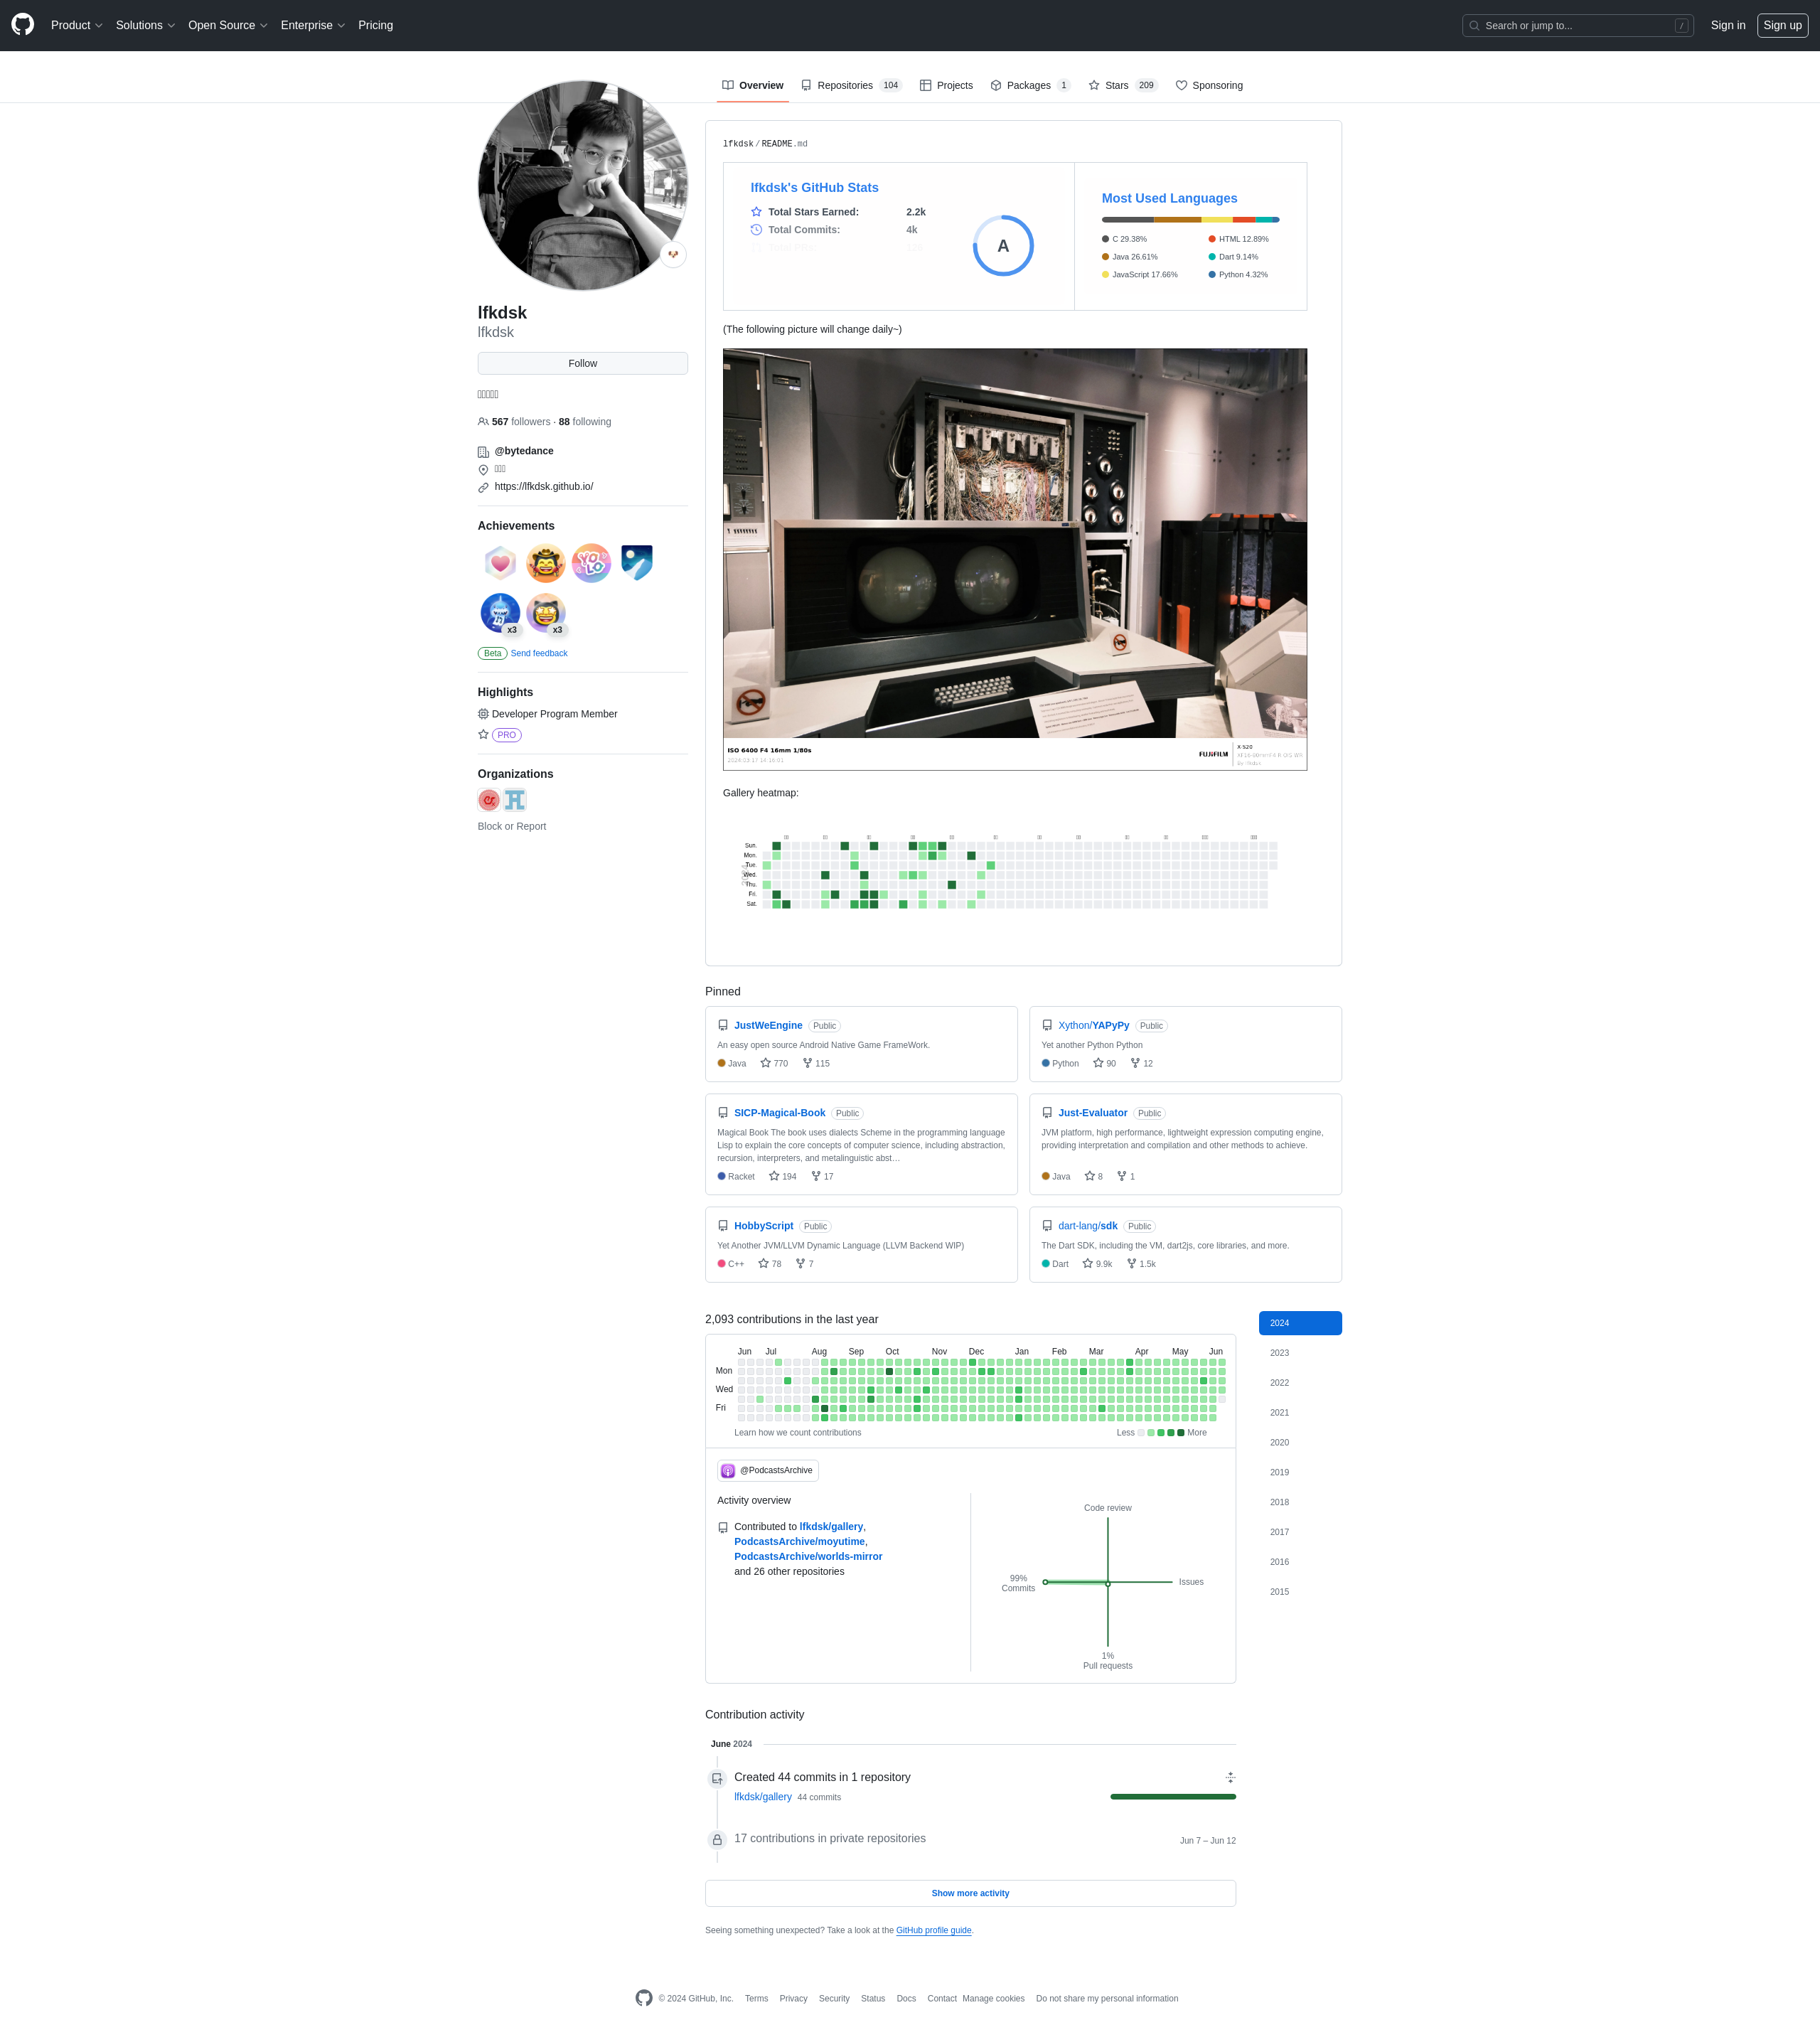 Product
Solutions
Open Source
Enterprise
Pricing
Search or jump to...
/
Sign in
Sign up
Overview
Repositories 104
Projects
Packages 1
Stars 209
Sponsoring
lfkdsk
lfkdsk
Follow
567 followers · 88 following
@bytedance
https://lfkdsk.github.io/
Achievements
YOLO
x3
x3
Beta Send feedback
Highlights
Developer Program Member
PRO
Organizations
Block or Report
lfkdsk / README.md
lfkdsk's GitHub Stats
Total Stars Earned: 2.2k
Total Commits: 4k
A
Most Used Languages
C 29.38%
Java 26.61%
JavaScript 17.66%
HTML 12.89%
Dart 9.14%
Python 4.32%
(The following picture will change daily~)
ISO 6400 F4 16mm 1/80s
FUJIFILM
Gallery heatmap:
Sun.
Mon.
Tue.
Wed.
Thu.
Fri.
Sat.
Pinned
JustWeEngine Public
An easy open source Android Native Game FrameWork.
Java 770 115
Xython/YAPyPy Public
Yet another Python Python
Python 90 12
SICP-Magical-Book Public
Magical Book The book uses dialects Scheme in the programming language
Lisp to explain the core concepts of computer science, including abstraction,
recursion, interpreters, and metalinguistic abst…
Racket 194 17
Just-Evaluator Public
JVM platform, high performance, lightweight expression computing engine,
providing interpretation and compilation and other methods to achieve.
Java 8 1
HobbyScript Public
Yet Another JVM/LLVM Dynamic Language (LLVM Backend WIP)
C++ 78 7
dart-lang/sdk Public
The Dart SDK, including the VM, dart2js, core libraries, and more.
Dart 9.9k 1.5k
2,093 contributions in the last year
Jun Jul Aug Sep Oct Nov Dec Jan Feb Mar Apr May Jun
Mon
Wed
Fri
Learn how we count contributions
Less More
2024
2023
2022
2021
2020
2019
2018
2017
2016
2015
@PodcastsArchive
Activity overview
Contributed to lfkdsk/gallery,
PodcastsArchive/moyutime,
PodcastsArchive/worlds-mirror
and 26 other repositories
Code review
99%
Commits
Issues
1%
Pull requests
Contribution activity
June 2024
Created 44 commits in 1 repository
lfkdsk/gallery 44 commits
17 contributions in private repositories
Jun 7 – Jun 12
Show more activity
Seeing something unexpected? Take a look at the GitHub profile guide.
© 2024 GitHub, Inc.
Terms
Privacy
Security
Status
Docs
Contact
Manage cookies
Do not share my personal information